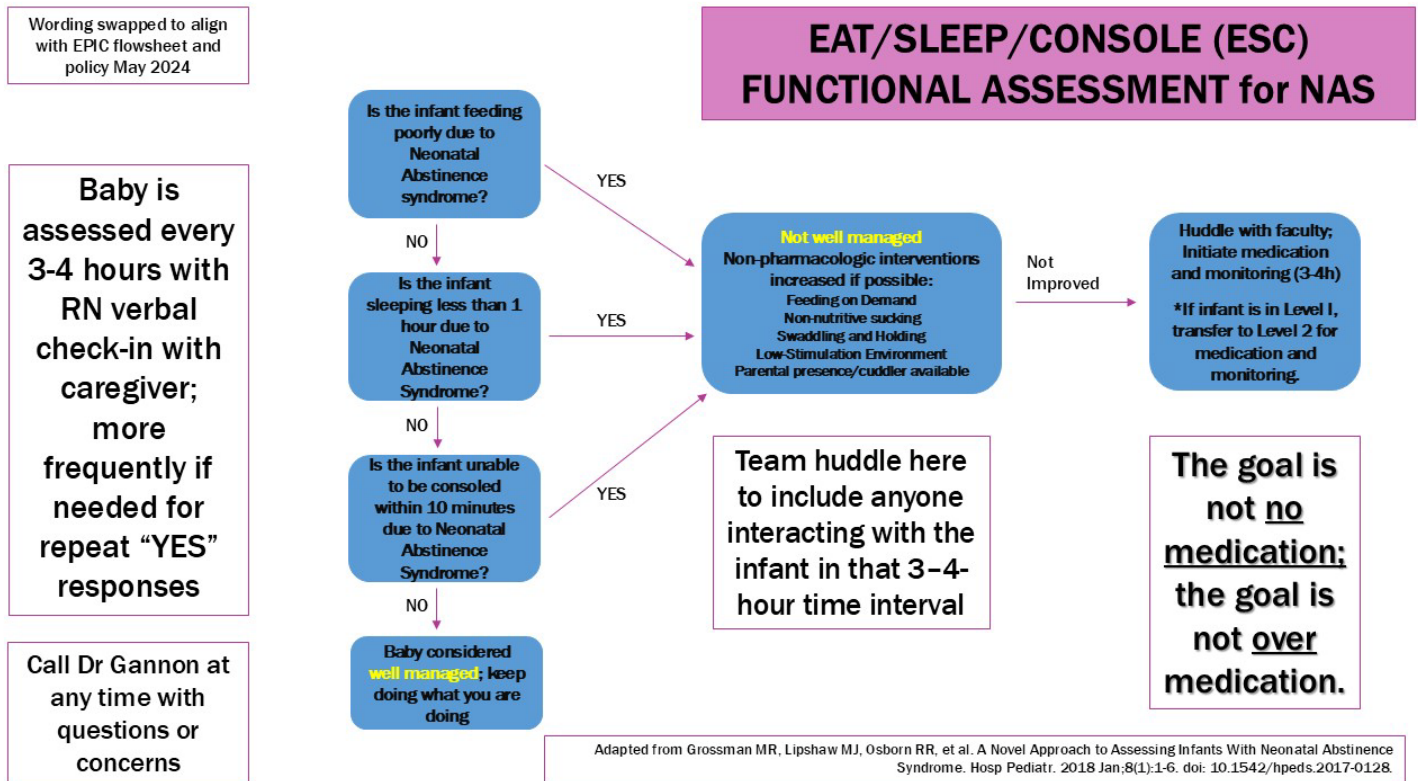 Wording swapped to align
with EPIC flowsheet and
policy May 2024
EAT/SLEEP/CONSOLE (ESC)
FUNCTIONAL ASSESSMENT for NAS
Baby is
assessed every
3-4 hours with
RN verbal
check-in with
caregiver;
more
frequently if
needed for
repeat “YES”
responses
Call Dr Gannon at
any time with
questions or
concerns
Is the infant feeding
poorly due to
Neonatal
Abstinence
syndrome?
YES
NO
Is the infant
sleeping less than 1
hour due to
Neonatal
Abstinence
Syndrome?
YES
NO
Is the infant unable
to be consoled
within 10 minutes
due to Neonatal
Abstinence
Syndrome?
YES
NO
Baby considered
well managed; keep
doing what you are
doing
Not well managed
Non-pharmacologic interventions
increased if possible:
Feeding on Demand
Non-nutritive sucking
Swaddling and Holding
Low-Stimulation Environment
Parental presence/cuddler available
Not
Improved
Huddle with faculty;
Initiate medication
and monitoring (3-4h)
*If infant is in Level I,
transfer to Level 2 for
medication and
monitoring.
Team huddle here
to include anyone
interacting with the
infant in that 3–4-
hour time interval
The goal is
not no
medication;
the goal is
not over
medication.
Adapted from Grossman MR, Lipshaw MJ, Osborn RR, et al. A Novel Approach to Assessing Infants With Neonatal Abstinence
Syndrome. Hosp Pediatr. 2018 Jan;8(1):1-6. doi: 10.1542/hpeds.2017-0128.